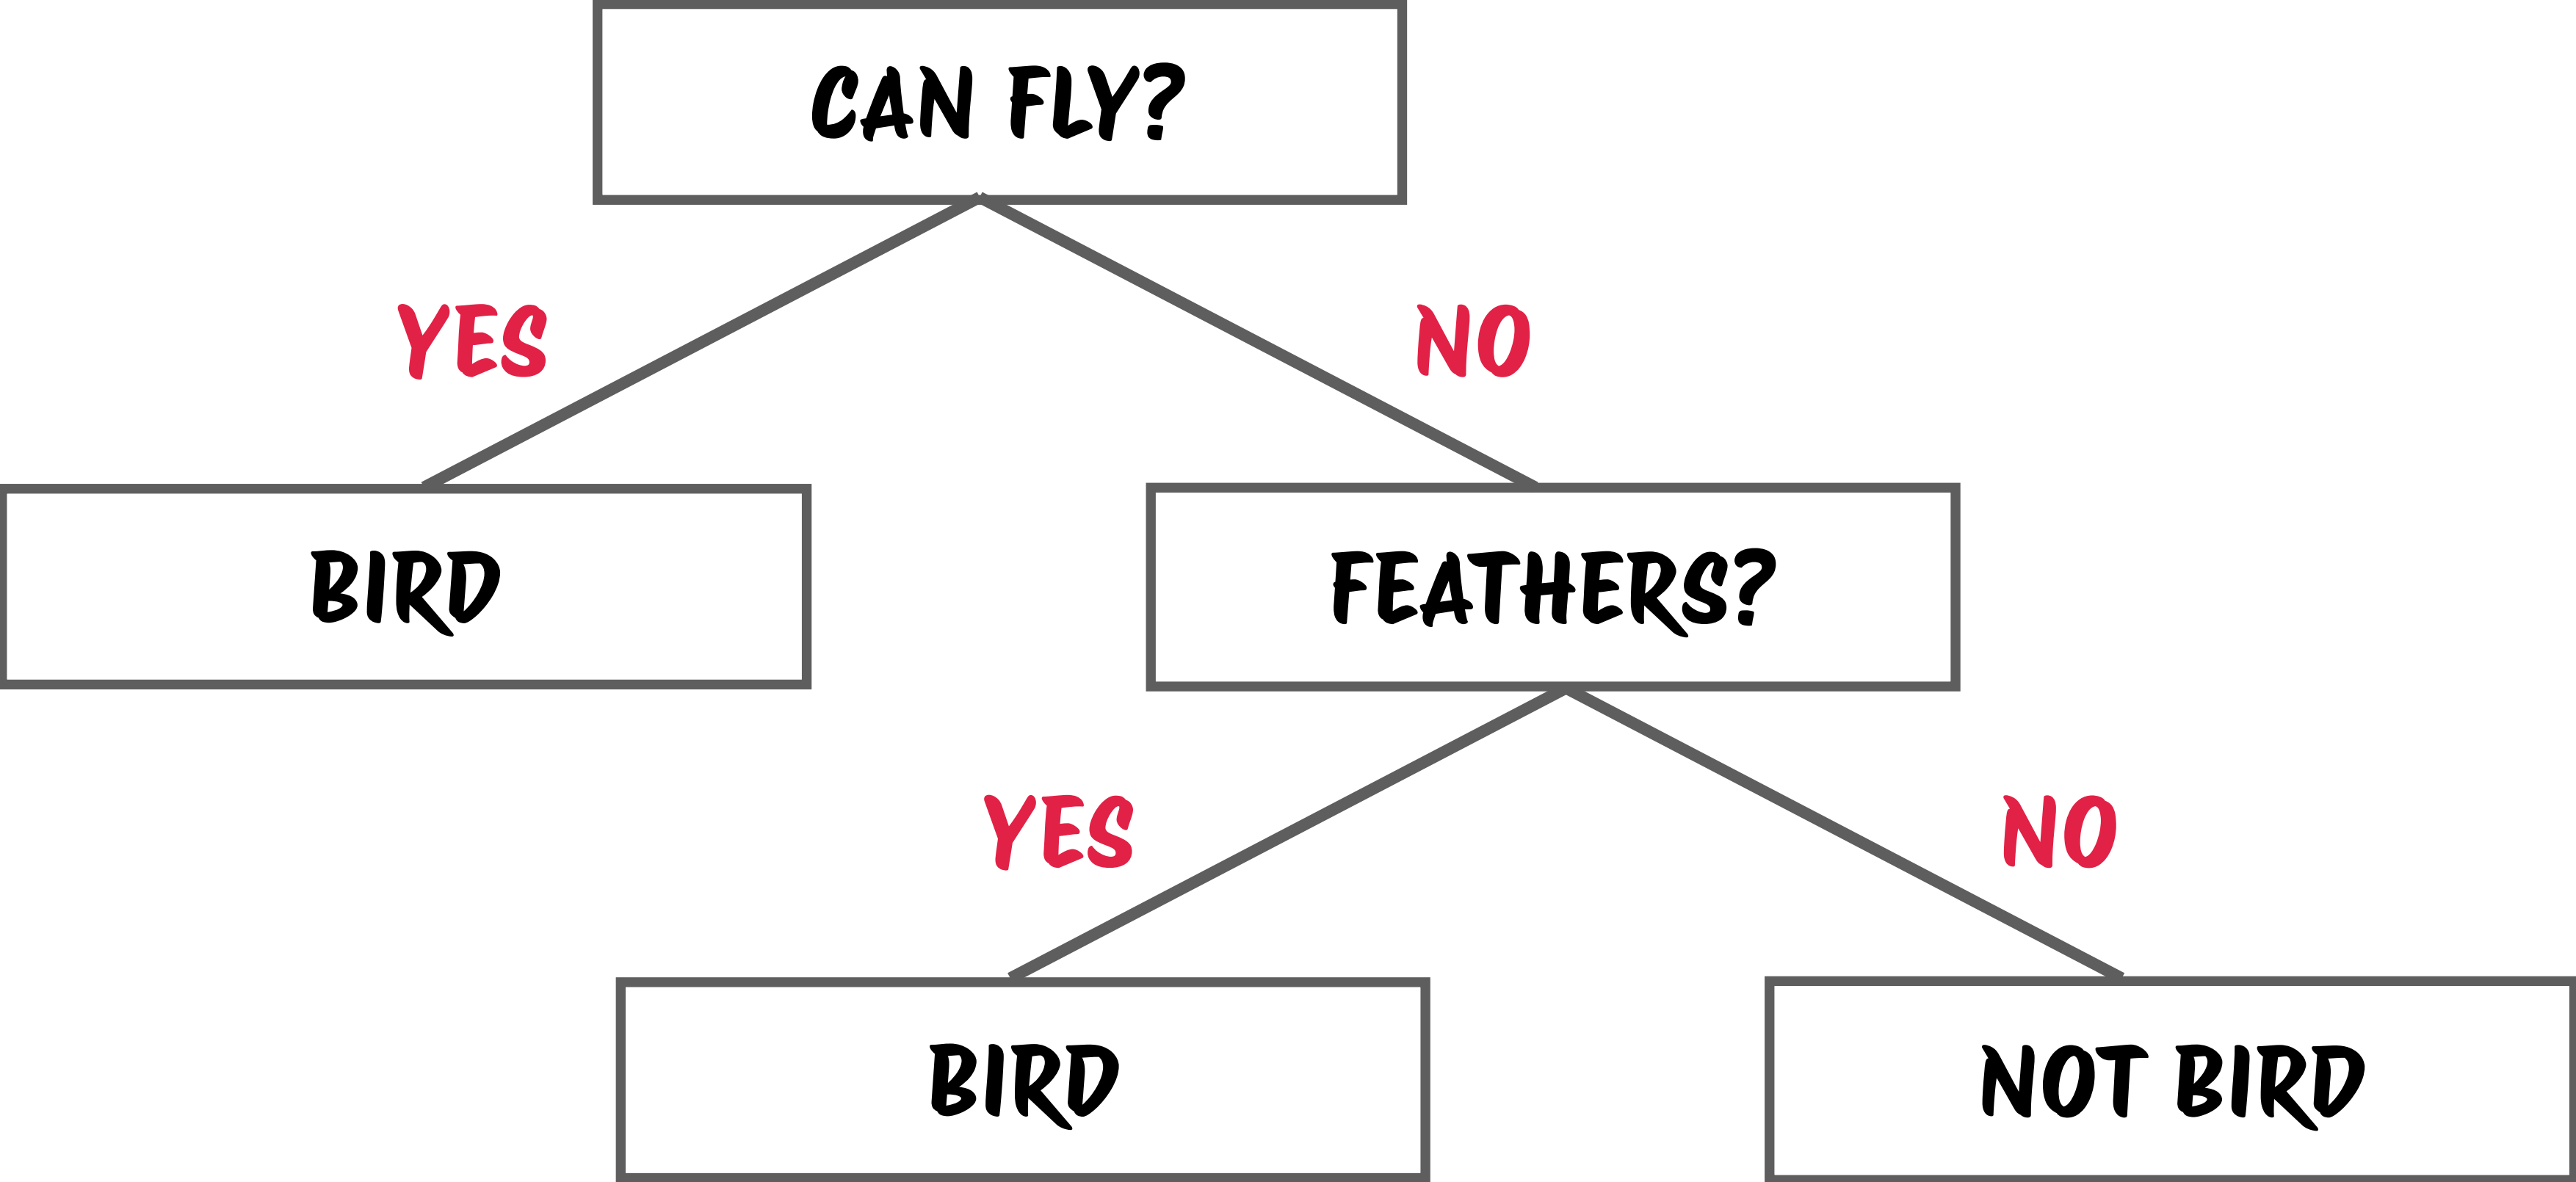 CAN FLY?
YES
NO
BIRD
FEATHERS?
YES
NO
BIRD
NOT BIRD